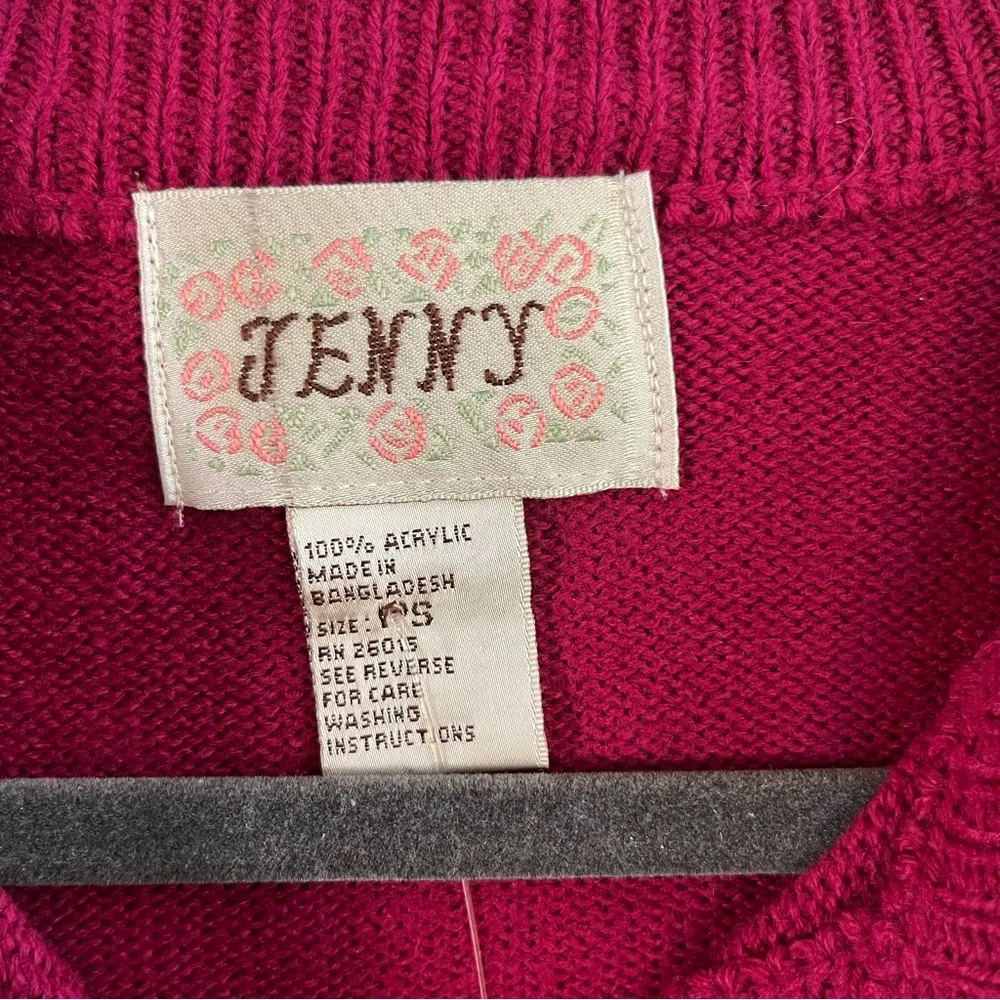 JENNY
100% ACRYLIC
MADE IN
BANGLADESH
SIZE: PS
RN 26015
SEE REVERSE
FOR CARE
WASHING
INSTRUCTIONS